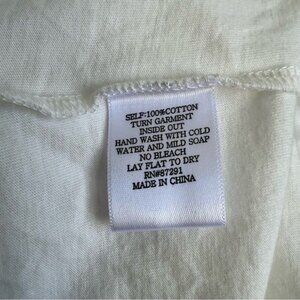 SELF:100%COTTON
TURN GARMENT
INSIDE OUT
HAND WASH WITH COLD
WATER AND MILD SOAP
NO BLEACH
LAY FLAT TO DRY
RN#87291
MADE IN CHINA